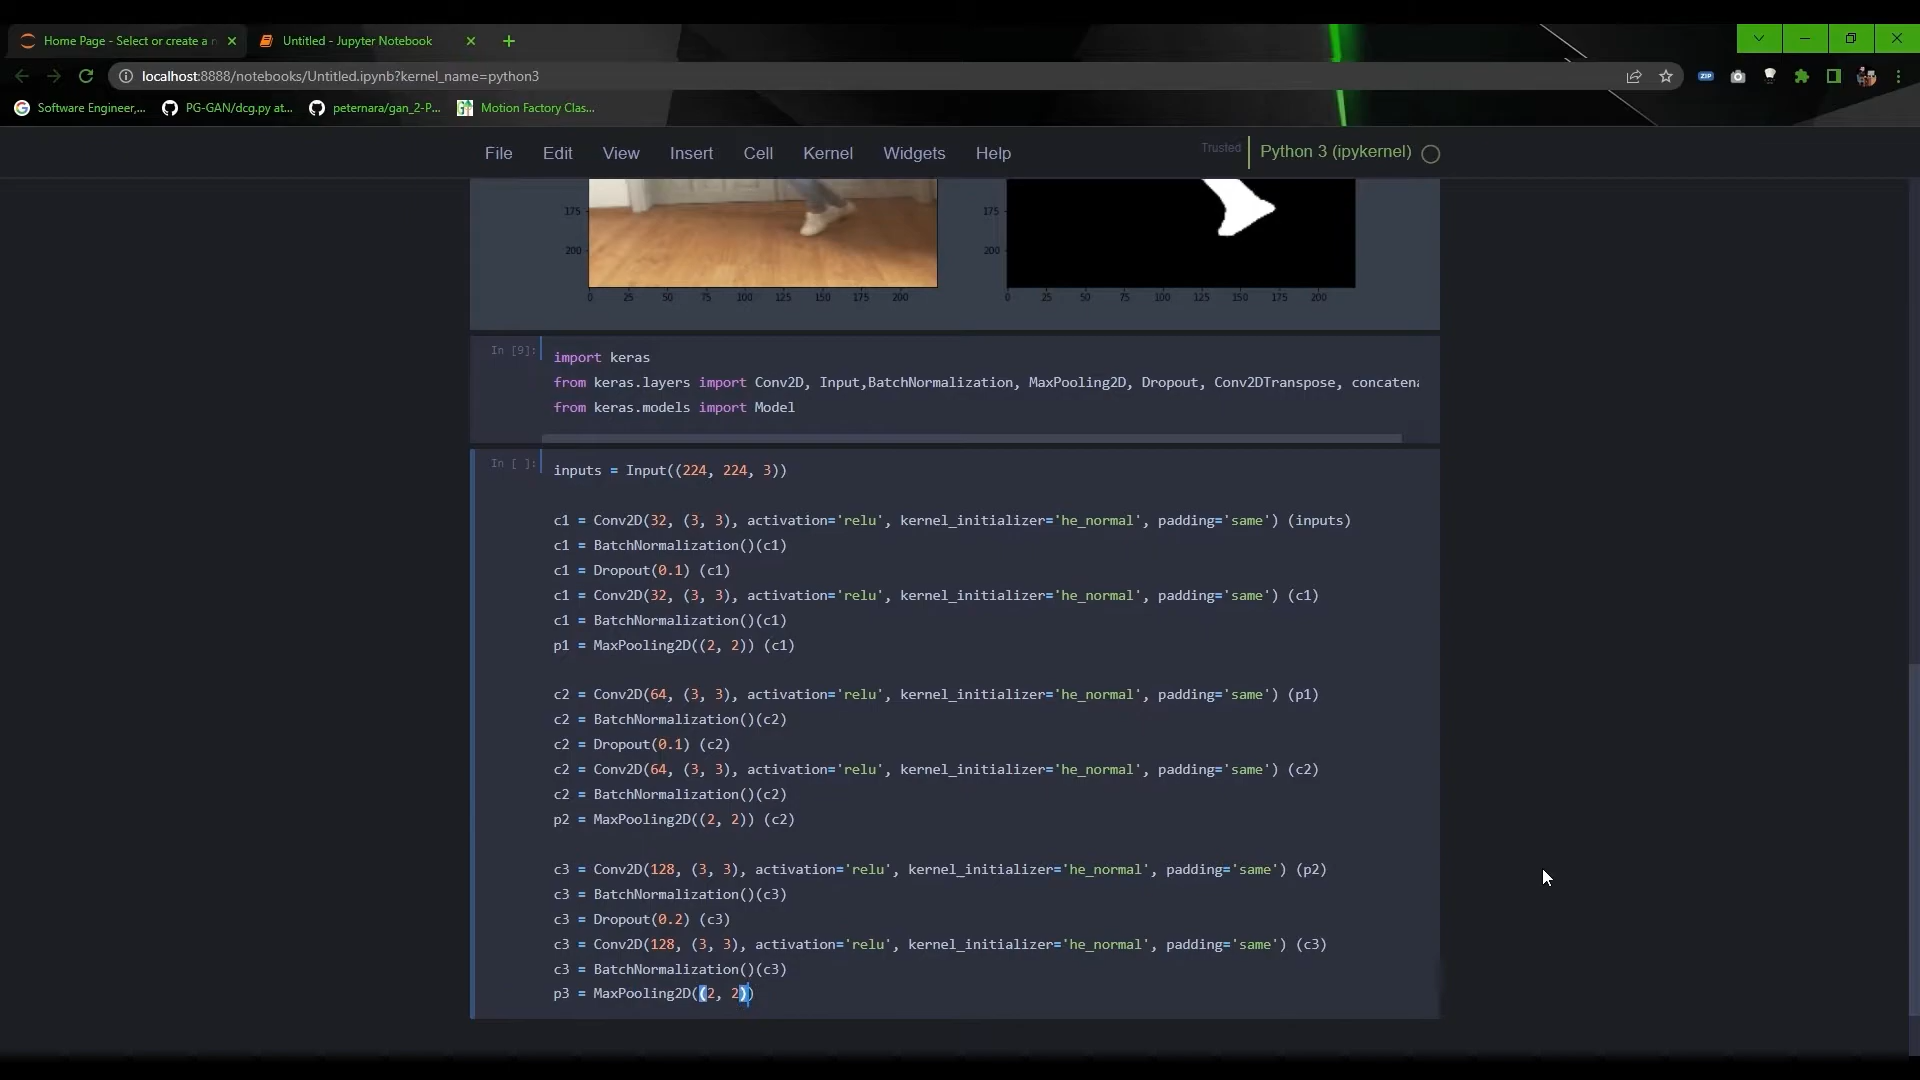 Home Page - Select or create a n
Untitled - Jupyter Notebook
localhost:8888/notebooks/Untitled.ipynb?kernel_name=python3
ZIP
Software Engineer,...
PG-GAN/dcg.py at...
peternara/gan_2-P...
Motion Factory Clas...
File Edit View Insert Cell Kernel Widgets Help
Trusted
Python 3 (ipykernel)
175
200
0 25 50 75 100 125 150 175 200
175
200
0 25 50 75 100 125 150 175 200
In [9]:
import keras
from keras.layers import Conv2D, Input,BatchNormalization, MaxPooling2D, Dropout, Conv2DTranspose, concatena
from keras.models import Model
In [ ]:
inputs = Input((224, 224, 3))
c1 = Conv2D(32, (3, 3), activation='relu', kernel_initializer='he_normal', padding='same') (inputs)
c1 = BatchNormalization()(c1)
c1 = Dropout(0.1) (c1)
c1 = Conv2D(32, (3, 3), activation='relu', kernel_initializer='he_normal', padding='same') (c1)
c1 = BatchNormalization()(c1)
p1 = MaxPooling2D((2, 2)) (c1)
c2 = Conv2D(64, (3, 3), activation='relu', kernel_initializer='he_normal', padding='same') (p1)
c2 = BatchNormalization()(c2)
c2 = Dropout(0.1) (c2)
c2 = Conv2D(64, (3, 3), activation='relu', kernel_initializer='he_normal', padding='same') (c2)
c2 = BatchNormalization()(c2)
p2 = MaxPooling2D((2, 2)) (c2)
c3 = Conv2D(128, (3, 3), activation='relu', kernel_initializer='he_normal', padding='same') (p2)
c3 = BatchNormalization()(c3)
c3 = Dropout(0.2) (c3)
c3 = Conv2D(128, (3, 3), activation='relu', kernel_initializer='he_normal', padding='same') (c3)
c3 = BatchNormalization()(c3)
p3 = MaxPooling2D((2, 2))